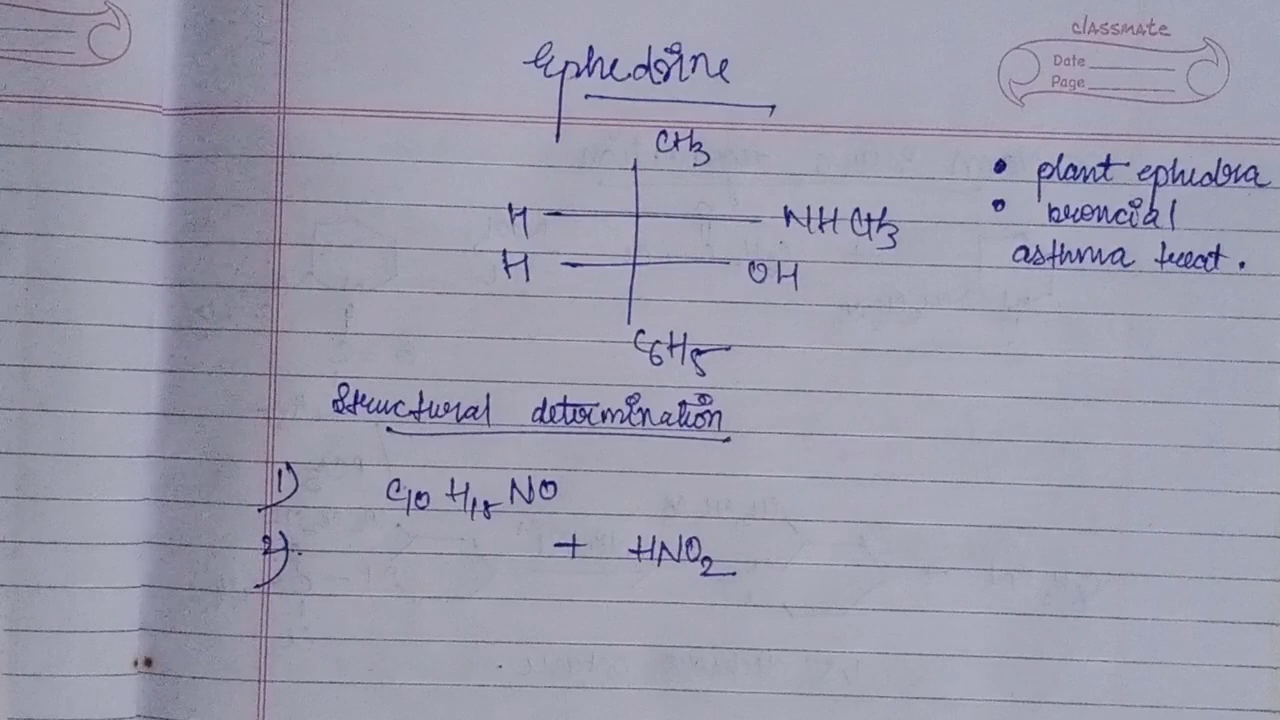 classmate
Date
Page
Ephedrine
CH3
H NHCH3
H OH
C6H5
• plant ephedra
• broncial
asthma treat.
Structural determination
1) C10 H15 NO
2). + HNO2